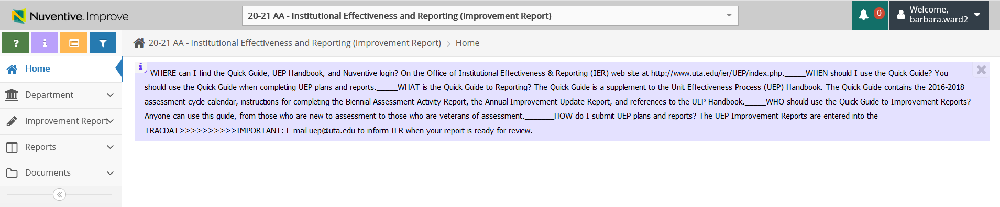 Nuventive Improve
20-21 AA - Institutional Effectiveness and Reporting (Improvement Report)
0
Welcome,
barbara.ward2
? i
20-21 AA - Institutional Effectiveness and Reporting (Improvement Report) > Home
Home
Department
Improvement Report
Reports
Documents
i
WHERE can I find the Quick Guide, UEP Handbook, and Nuventive login? On the Office of Institutional Effectiveness & Reporting (IER) web site at http://www.uta.edu/ier/UEP/index.php._____WHEN should I use the Quick Guide? You
should use the Quick Guide when completing UEP plans and reports._____WHAT is the Quick Guide to Reporting? The Quick Guide is a supplement to the Unit Effectiveness Process (UEP) Handbook. The Quick Guide contains the 2016-2018
assessment cycle calendar, instructions for completing the Biennial Assessment Activity Report, the Annual Improvement Update Report, and references to the UEP Handbook._____WHO should use the Quick Guide to Improvement Reports?
Anyone can use this guide, from those who are new to assessment to those who are veterans of assessment._______HOW do I submit UEP plans and reports? The UEP Improvement Reports are entered into the
TRACDAT>>>>>>>>>>IMPORTANT: E-mail uep@uta.edu to inform IER when your report is ready for review.